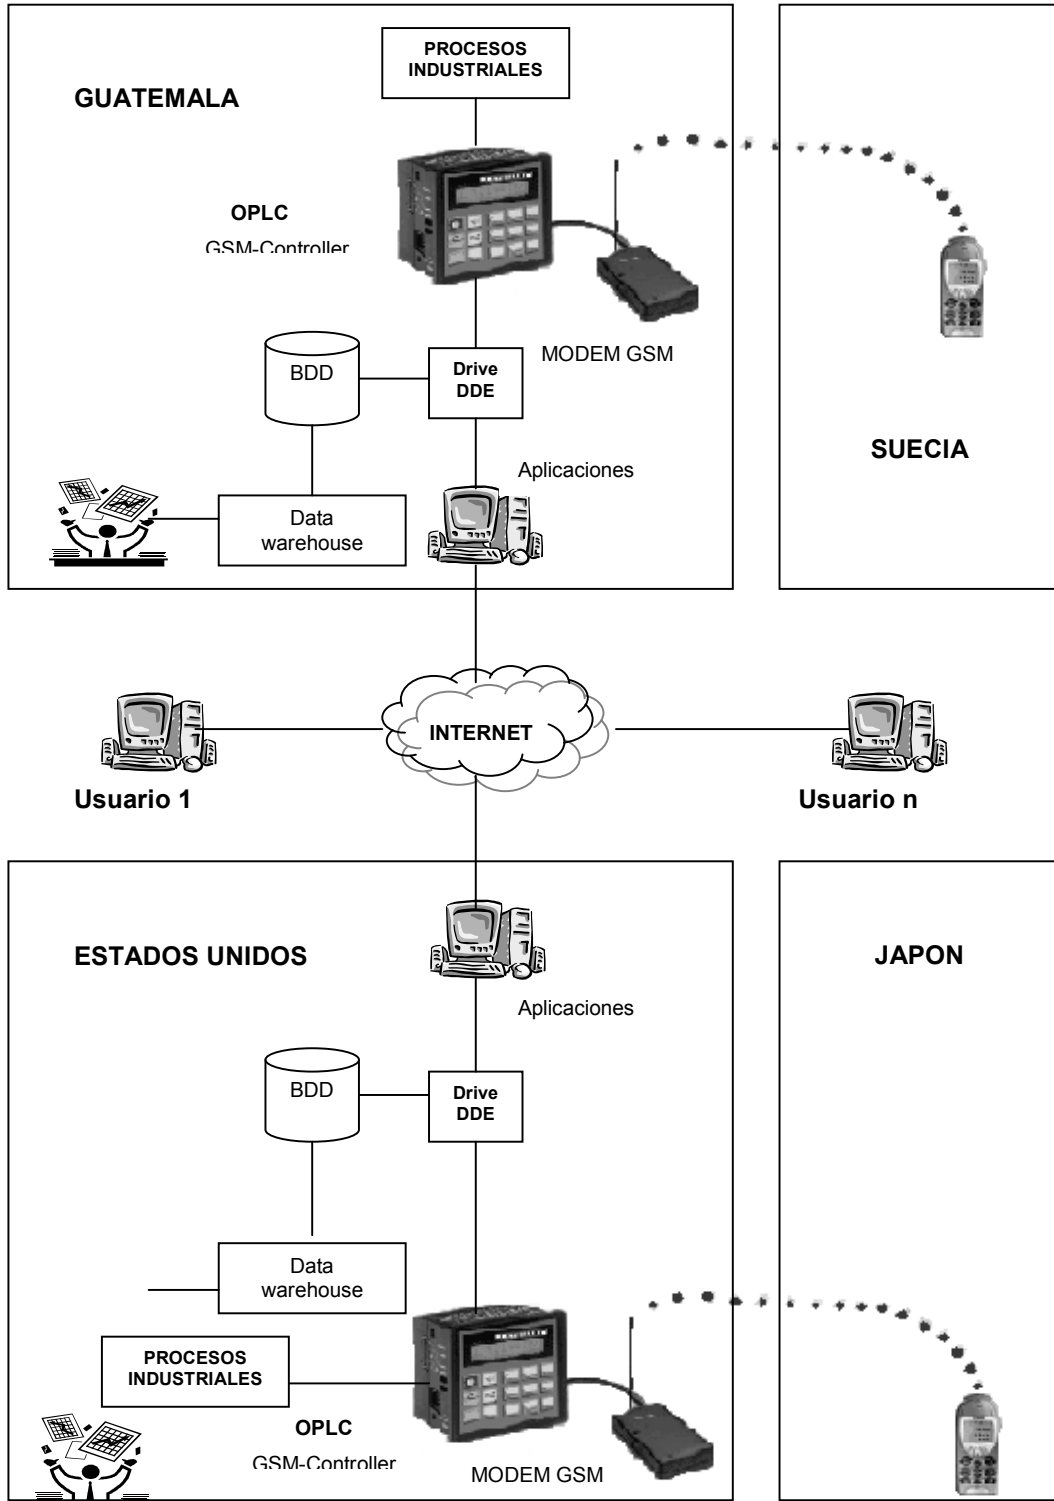 PROCESOS
INDUSTRIALES
GUATEMALA
OPLC
GSM-Controller
MODEM GSM
BDD
Drive
DDE
SUECIA
Aplicaciones
Data
warehouse
INTERNET
Usuario 1
Usuario n
ESTADOS UNIDOS
JAPON
Aplicaciones
BDD
Drive
DDE
Data
warehouse
PROCESOS
INDUSTRIALES
OPLC
GSM-Controller
MODEM GSM